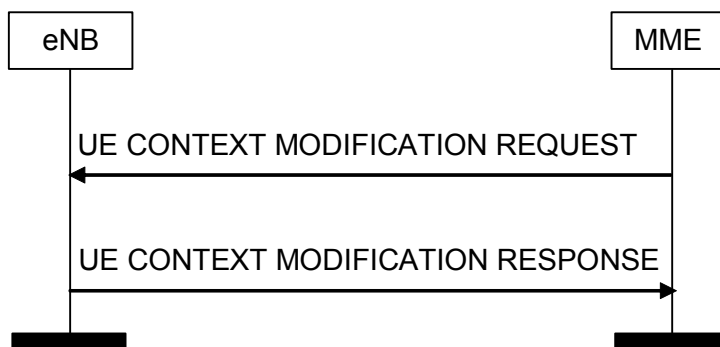 eNB
MME
UE CONTEXT MODIFICATION REQUEST
UE CONTEXT MODIFICATION RESPONSE